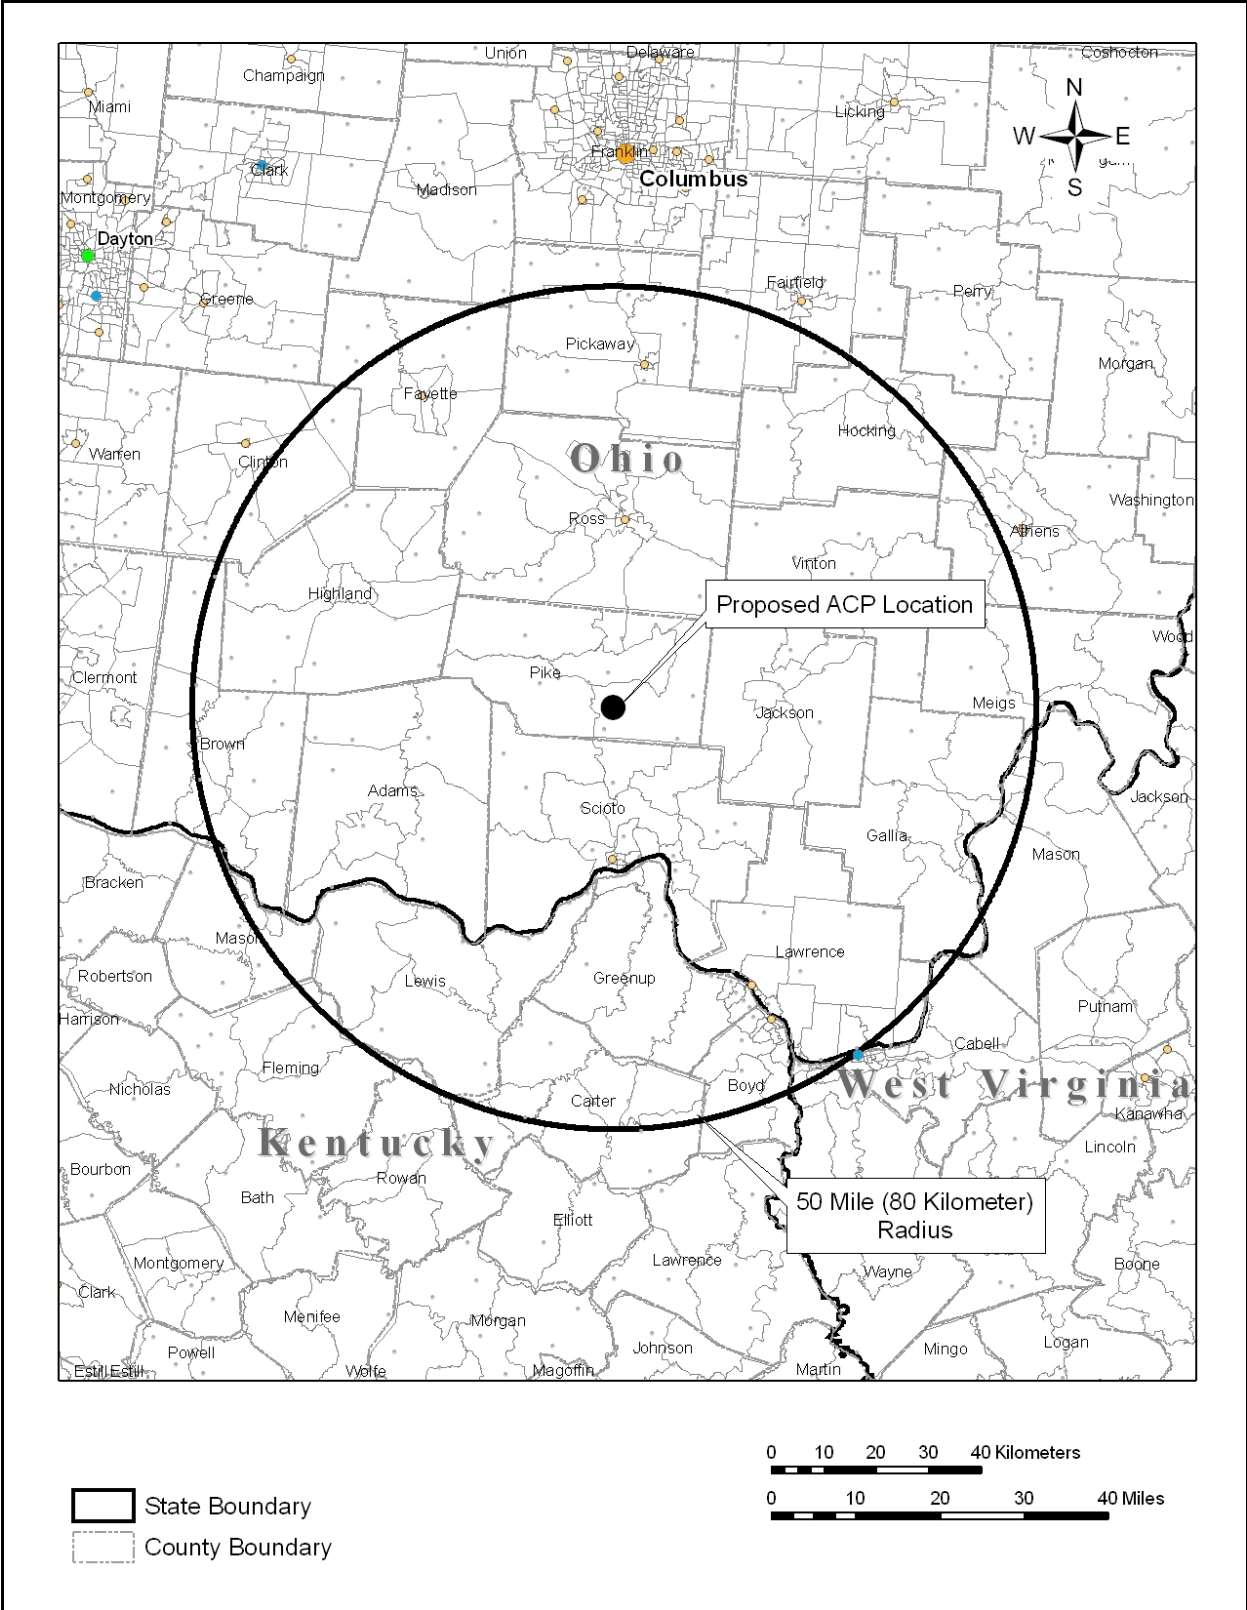 Union
Delaware
Coshocton
Champaign
Miami
Licking
N
W E
S
Franklin
Clark
Columbus
Madison
Montgomery
Dayton
Greene
Fairfield
Perry
Pickaway
Morgan
Fayette
Hocking
Warren
Clinton
Ohio
Washington
Ross
Athens
Vinton
Highland
Proposed ACP Location
Wood
Pike
Clermont
Meigs
Jackson
Brown
Adams
Jackson
Scioto
Gallia
Mason
Bracken
Mason
Lawrence
Robertson
Lewis
Greenup
Putnam
Harrison
Cabell
Fleming
Nicholas
Boyd
West Virginia
Carter
Kanawha
Kentucky
Lincoln
Bourbon
Rowan
Bath
50 Mile (80 Kilometer)
Radius
Elliott
Lawrence
Montgomery
Wayne
Boone
Clark
Menifee
Morgan
Powell
Johnson
Mingo
Logan
Estill Estill
Wolfe
Magoffin
Martin
0 10 20 30 40 Kilometers
0 10 20 30 40 Miles
State Boundary
County Boundary